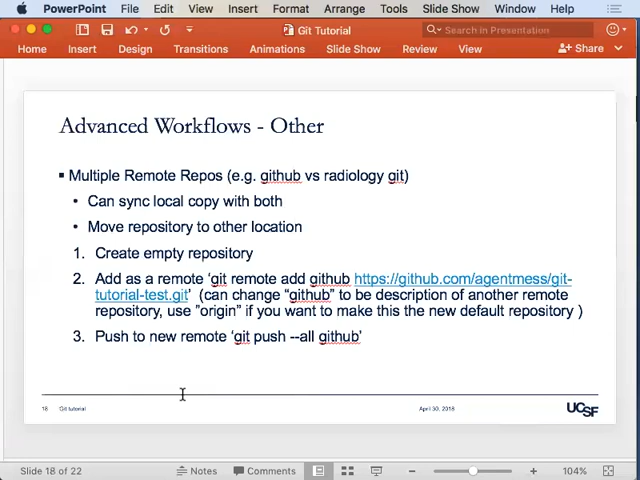 PowerPoint File Edit View Insert Format Arrange Tools Slide Show Window Help
Git Tutorial
Search in Presentation
Home Insert Design Transitions Animations Slide Show Review View Share
Advanced Workflows - Other
▪ Multiple Remote Repos (e.g. github vs radiology git)
• Can sync local copy with both
• Move repository to other location
1. Create empty repository
2. Add as a remote ‘git remote add github https://github.com/agentmess/git-
tutorial-test.git’ (can change “github” to be description of another remote
repository, use ”origin” if you want to make this the new default repository )
3. Push to new remote ‘git push --all github’
18 Git tutorial April 30, 2018 UCSF
Slide 18 of 22 Notes Comments 104%